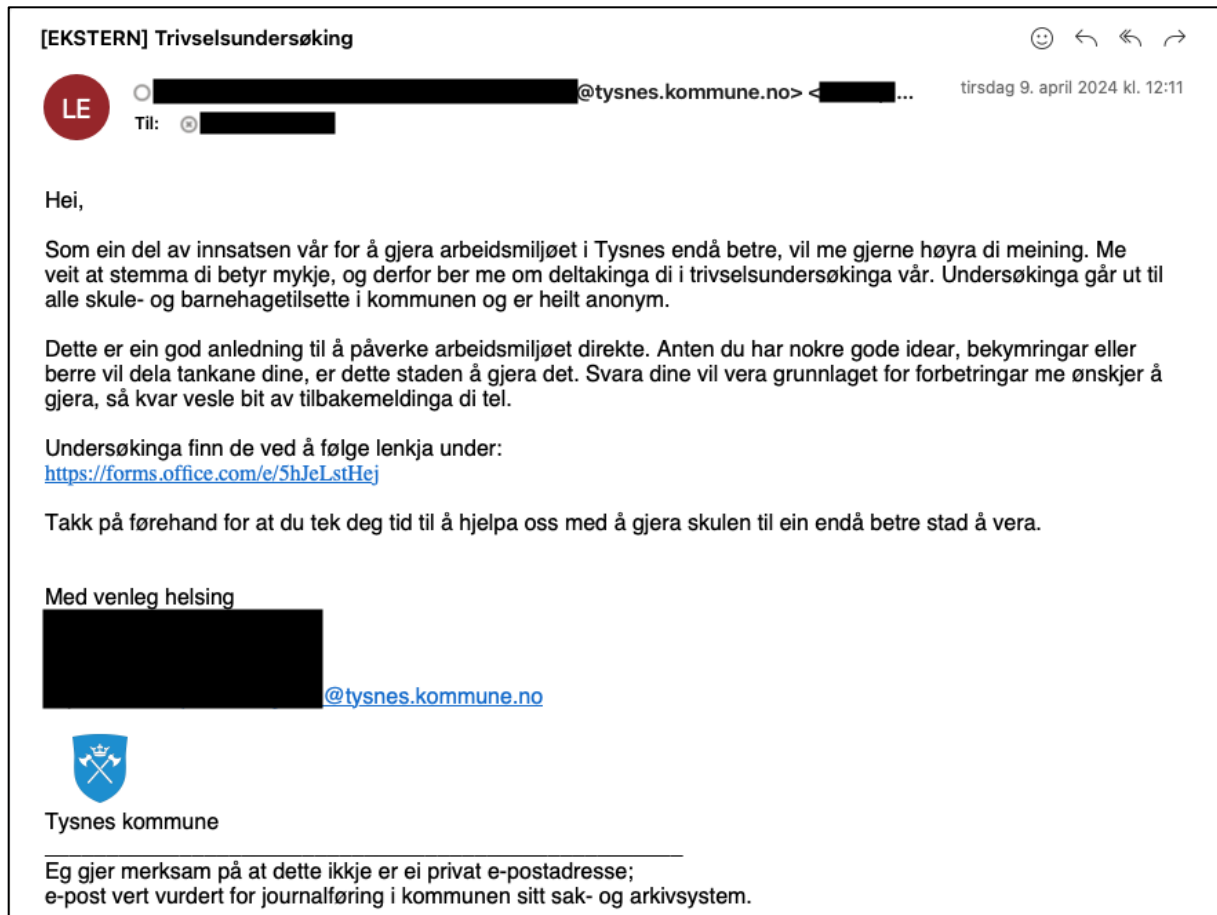 [EKSTERN] Trivselsundersøking
LE
@tysnes.kommune.no> <...
tirsdag 9. april 2024 kl. 12:11
Til:
Hei,
Som ein del av innsatsen vår for å gjera arbeidsmiljøet i Tysnes endå betre, vil me gjerne høyra di meining. Me
veit at stemma di betyr mykje, og derfor ber me om deltakinga di i trivselsundersøkinga vår. Undersøkinga går ut til
alle skule- og barnehagetilsette i kommunen og er heilt anonym.
Dette er ein god anledning til å påverke arbeidsmiljøet direkte. Anten du har nokre gode idear, bekymringar eller
berre vil dela tankane dine, er dette staden å gjera det. Svara dine vil vera grunnlaget for forbetringar me ønskjer å
gjera, så kvar vesle bit av tilbakemeldinga di tel.
Undersøkinga finn de ved å følge lenkja under:
https://forms.office.com/e/5hJeLstHej
Takk på førehand for at du tek deg tid til å hjelpa oss med å gjera skulen til ein endå betre stad å vera.
Med venleg helsing
@tysnes.kommune.no
Tysnes kommune
Eg gjer merksam på at dette ikkje er ei privat e-postadresse;
e-post vert vurdert for journalføring i kommunen sitt sak- og arkivsystem.